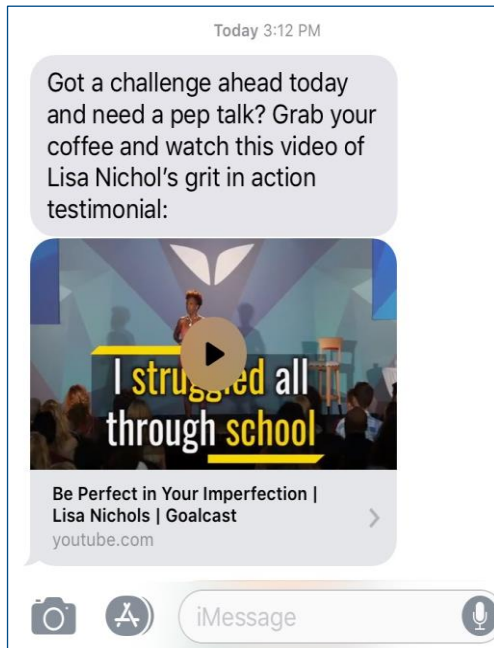 Today 3:12 PM
Got a challenge ahead today
and need a pep talk? Grab your
coffee and watch this video of
Lisa Nichol's grit in action
testimonial:
I struggled all
through school
Be Perfect in Your Imperfection |
Lisa Nichols | Goalcast
youtube.com
iMessage